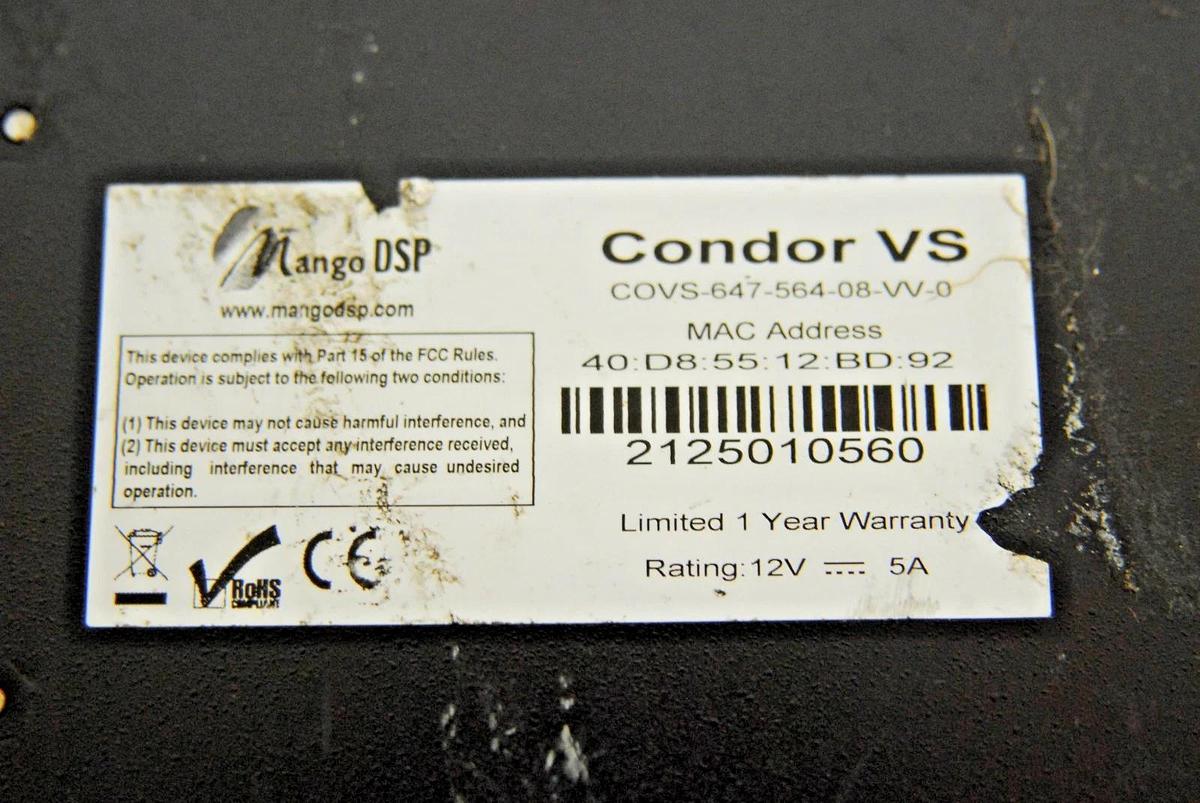 Mango DSP
www.mangodsp.com
This device complies with Part 15 of the FCC Rules.
Operation is subject to the following two conditions:
(1) This device may not cause harmful interference, and
(2) This device must accept any interference received,
including interference that may cause undesired
operation.
RoHS
COMPLIANT
CE
Condor VS
COVS-647-564-08-VV-0
MAC Address
40:D8:55:12:BD:92
2125010560
Limited 1 Year Warranty
Rating: 12V ⎓ 5A